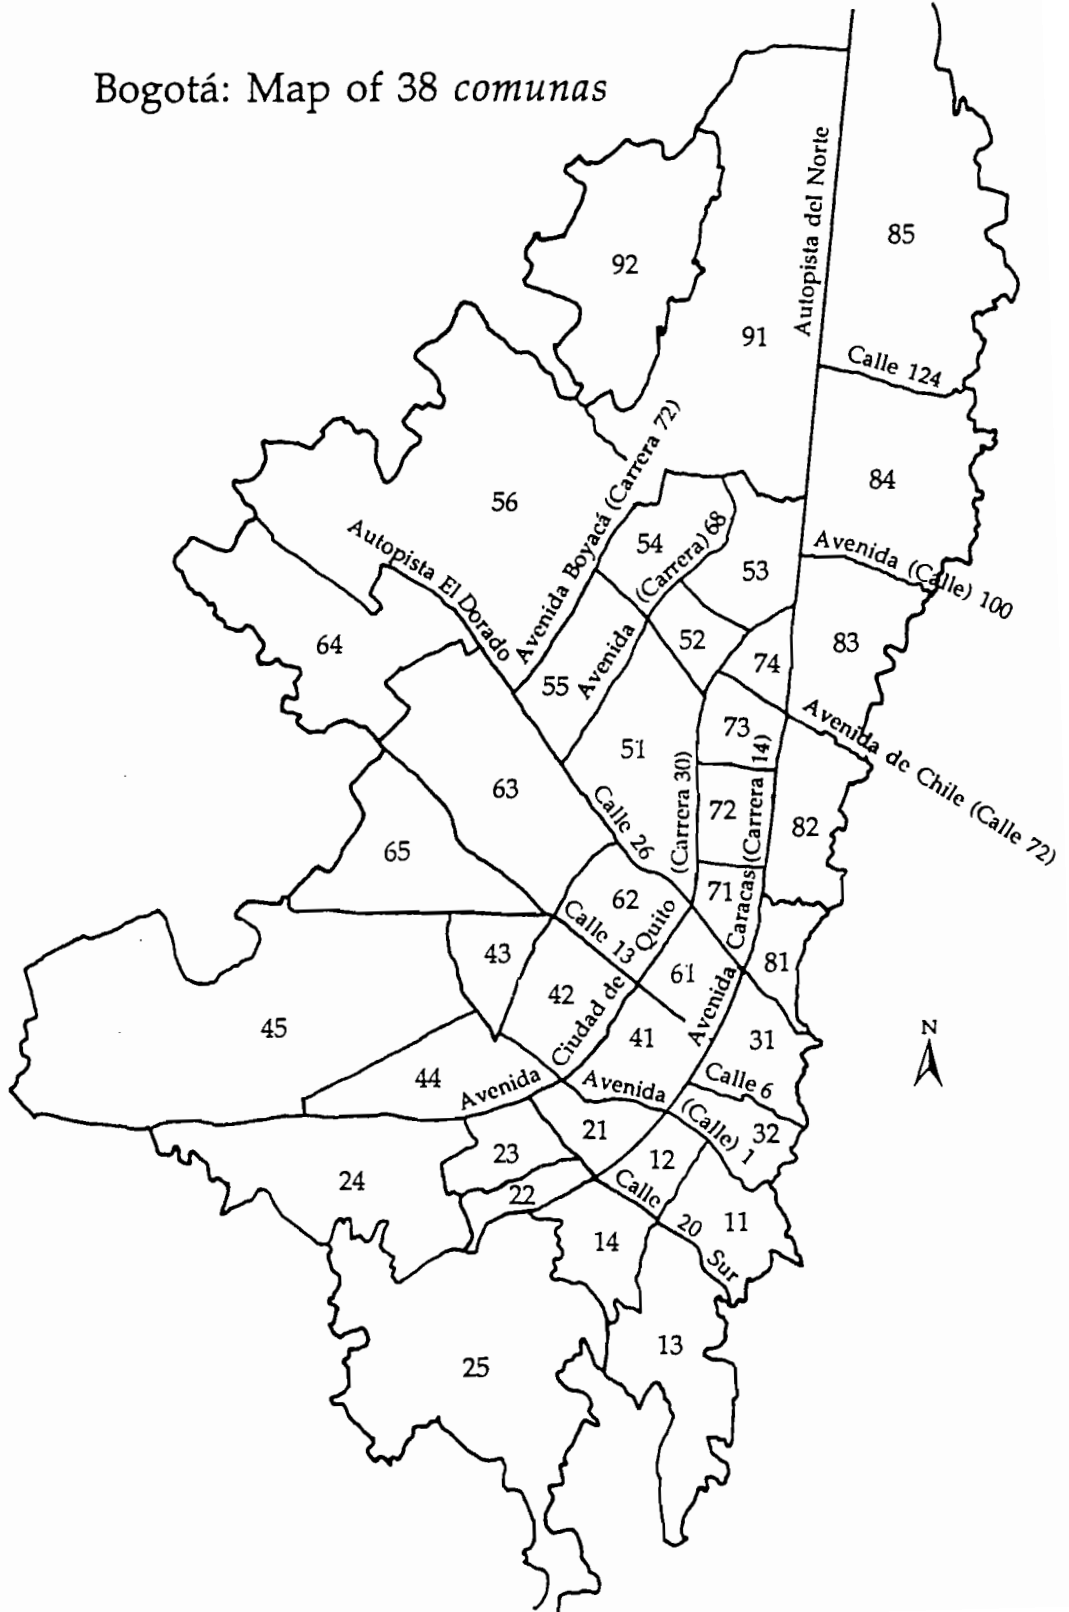 Bogotá: Map of 38 comunas
85
92
Autopista del Norte
91
Calle 124
84
56
Avenida Boyacá (Carrera 72)
54
Avenida (Carrera) 68
53
Avenida (Calle) 100
Autopista El Dorado
64
52
74
83
55
51
73
Avenida de Chile (Calle 72)
63
Calle 26
(Carrera 30)
72
Avenida Caracas (Carrera 14)
82
65
62
71
Calle 13
43
61
81
42
Avenida Ciudad de Quito
41
45
31
N
44
Calle 6
Avenida (Calle) 1
32
21
23
12
24
22
Calle 20 Sur
11
14
13
25